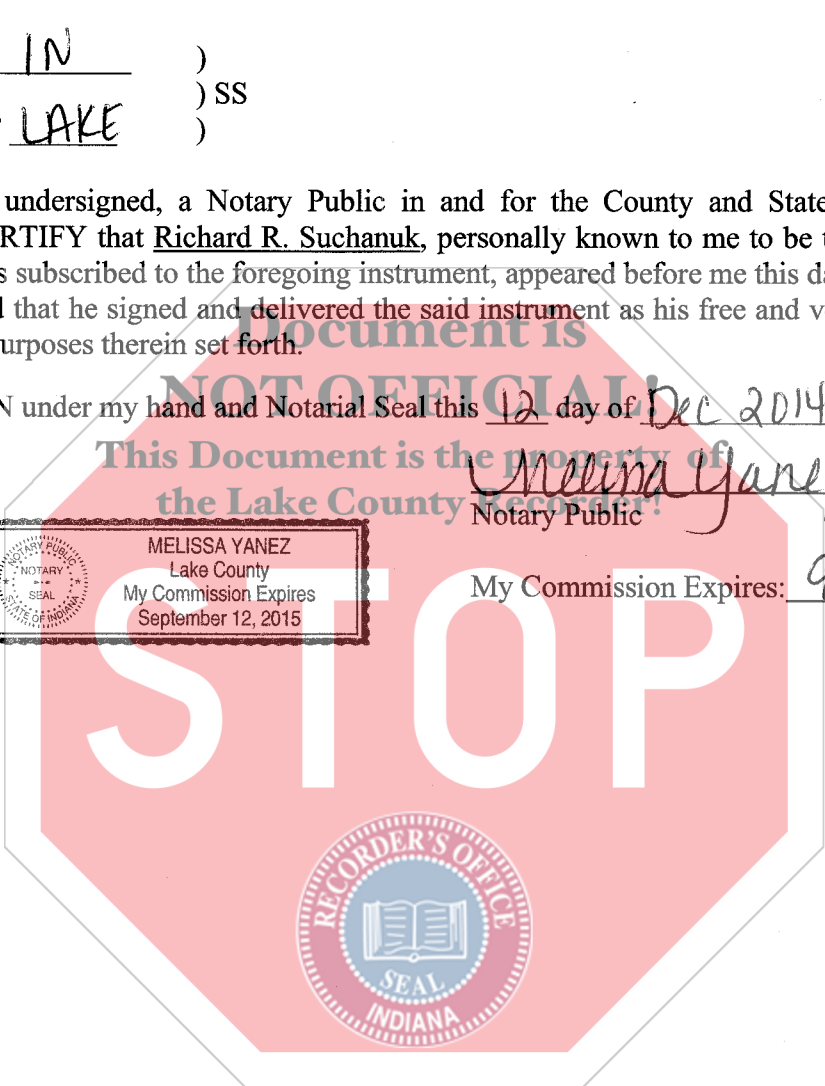 IN )
) SS
LAKE )
undersigned, a Notary Public in and for the County and State
RTIFY that Richard R. Suchanuk, personally known to me to be t
s subscribed to the foregoing instrument, appeared before me this da
d that he signed and delivered the said instrument as his free and v
urposes therein set forth.
Document is
NOT OFFICIAL!
N under my hand and Notarial Seal this 12 day of Dec 2014
This Document is the property of
the Lake County Recorder!
Melissa Yane
Notary Public
NOTARY PUBLIC
NOTARY
SEAL
STATE OF INDIANA
MELISSA YANEZ
Lake County
My Commission Expires
September 12, 2015
My Commission Expires: 9
STOP
RECORDER'S OFFICE
SEAL
INDIANA